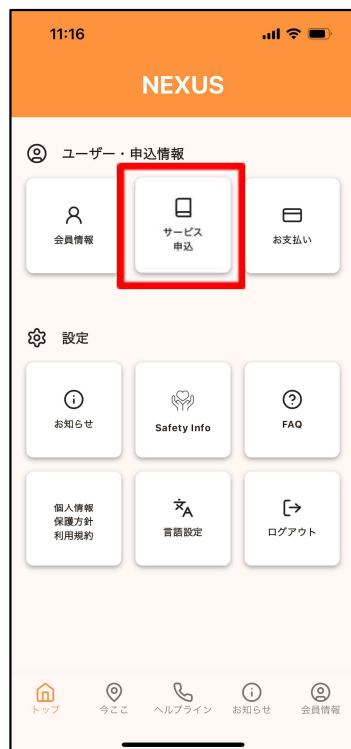 11:16
NEXUS
ユーザー・申込情報
会員情報
サービス
申込
お支払い
設定
お知らせ
Safety Info
FAQ
個人情報
保護方針
利用規約
言語設定
ログアウト
トップ
今ここ
ヘルプライン
お知らせ
会員情報